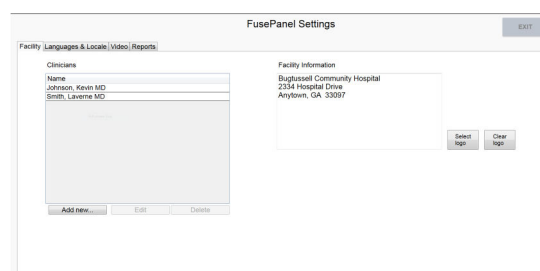 FusePanel Settings
EXIT
Facility Languages & Locale Video Reports
Clinicians
Name
Johnson, Kevin MD
Smith, Laverne MD
Add new... Edit Delete
Facility Information
Bugtussell Community Hospital
2334 Hospital Drive
Anytown, GA 33097
Select
logo
Clear
logo